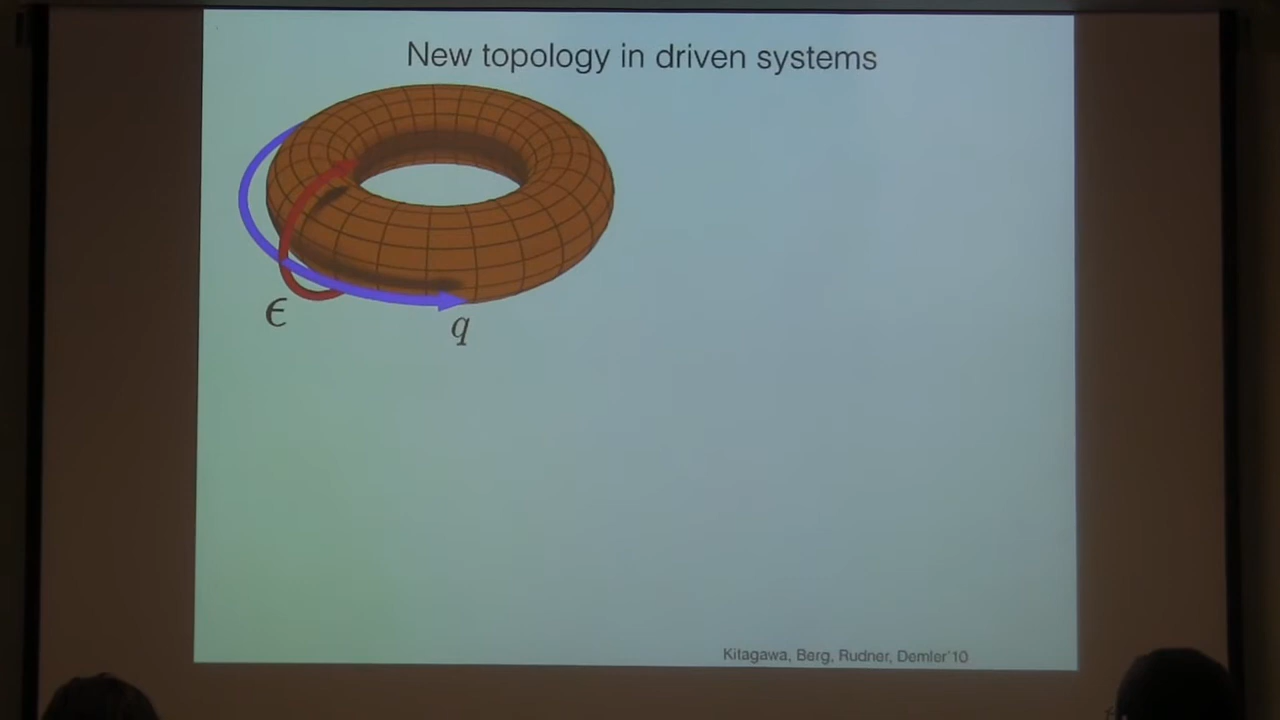 New topology in driven systems
ϵ
q
Kitagawa, Berg, Rudner, Demler'10